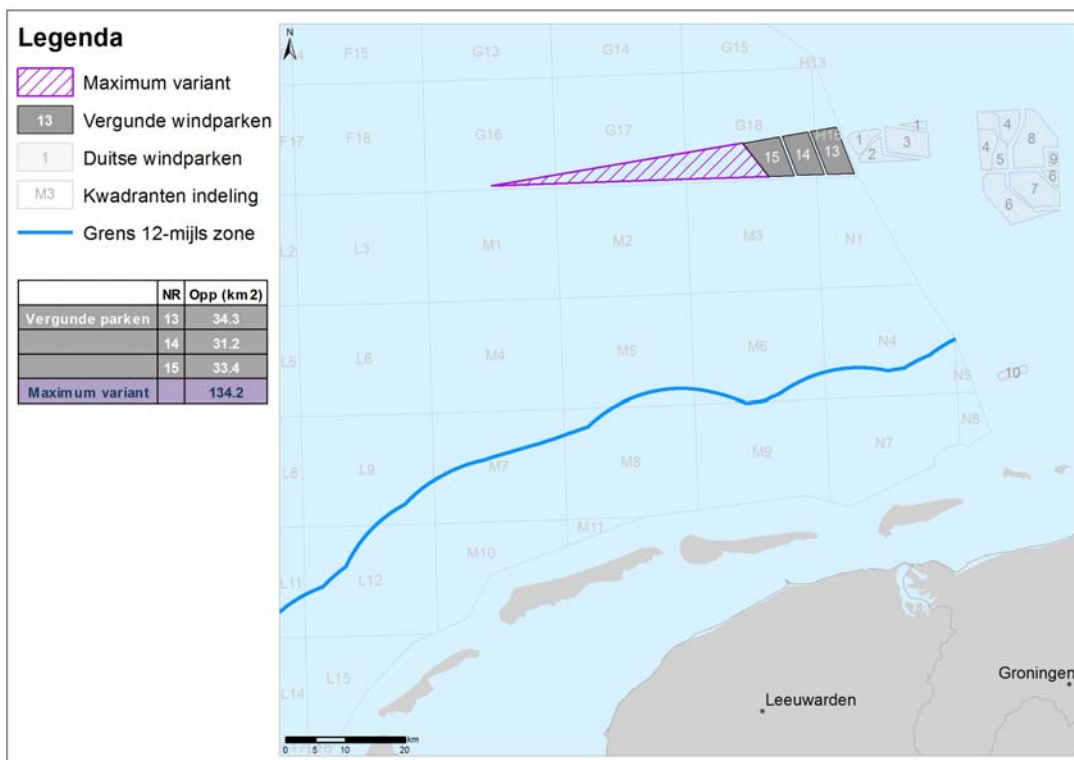 Legenda
Maximum variant
13 Vergunde windparken
1 Duitse windparken
M3 Kwadranten indeling
Grens 12-mijls zone
NR Opp (km2)
Vergunde parken 13 34.3
14 31.2
15 33.4
Maximum variant 134.2
N
F15 G13 G14 G15
H13
F17 F18 G16 G17 G18 H16
15 14 13
1 2 3 1
4 8
4 5 9
6
6 7
L2 L3 M1 M2 M3 N1
L5 L6 M4 M5 M6 N4
N5 10
L8 L9 M7 M8 M9 N7 N8
M11
L11 L12 M10
L14 L15
Groningen
Leeuwarden
0 5 10 20 km